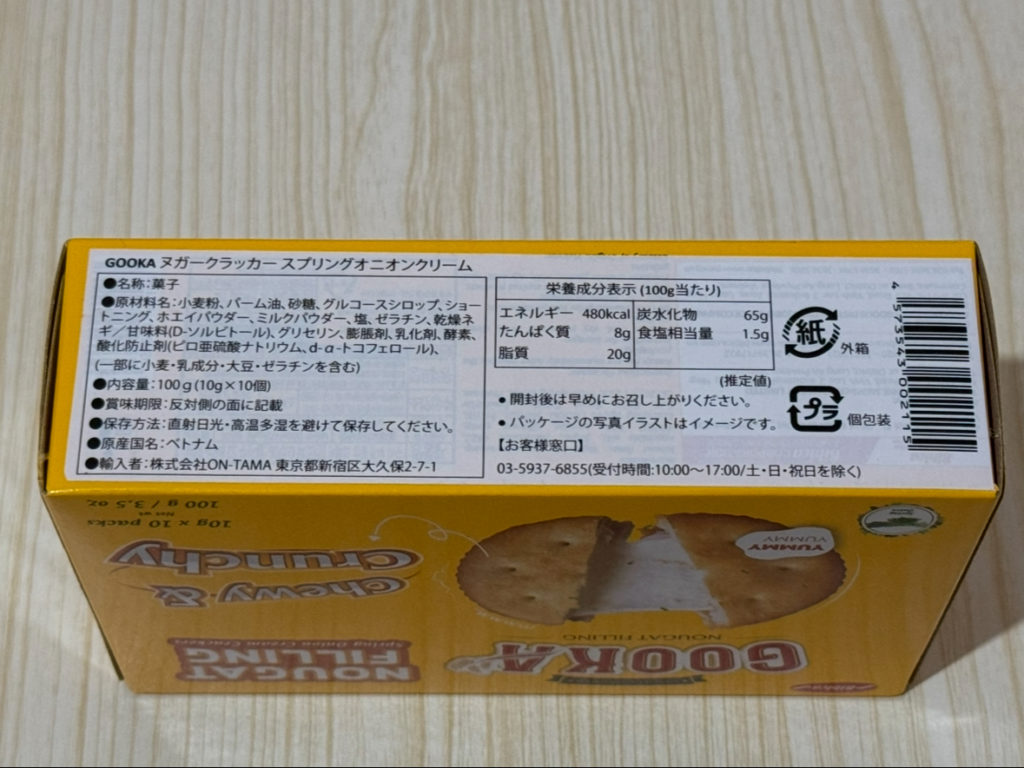 GOOKA ヌガークラッカー スプリングオニオンクリーム
●名称：菓子
●原材料名：小麦粉、パーム油、砂糖、グルコースシロップ、ショー
トニング、ホエイパウダー、ミルクパウダー、塩、ゼラチン、乾燥ネ
ギ／甘味料(D-ソルビトール)、グリセリン、膨脹剤、乳化剤、酵素、
酸化防止剤(ピロ亜硫酸ナトリウム、d-α-トコフェロール)、
(一部に小麦・乳成分・大豆・ゼラチンを含む)
●内容量：100ｇ(10g×10個)
●賞味期限：反対側の面に記載
●保存方法：直射日光・高温多湿を避けて保存してください。
●原産国名：ベトナム
●輸入者：株式会社ON-TAMA 東京都新宿区大久保2-7-1
栄養成分表示 (100g当たり)
エネルギー 480kcal 炭水化物 65g
たんぱく質 8g 食塩相当量 1.5g
脂質 20g
(推定値)
• 開封後は早めにお召し上がりください。
• パッケージの写真イラストはイメージです。
【お客様窓口】
03-5937-6855(受付時間:10:00〜17:00/土・日・祝日を除く)
紙 外箱
プラ 個包装
4 573543 002115
GOOKA
NOUGAT FILLING
YUMMY
YUMMY
NOUGAT
FILLING
Spring Onion Cream Crackers
Chewy &
Crunchy
10g x 10 packs
Net wt
100 g / 3,5 oz